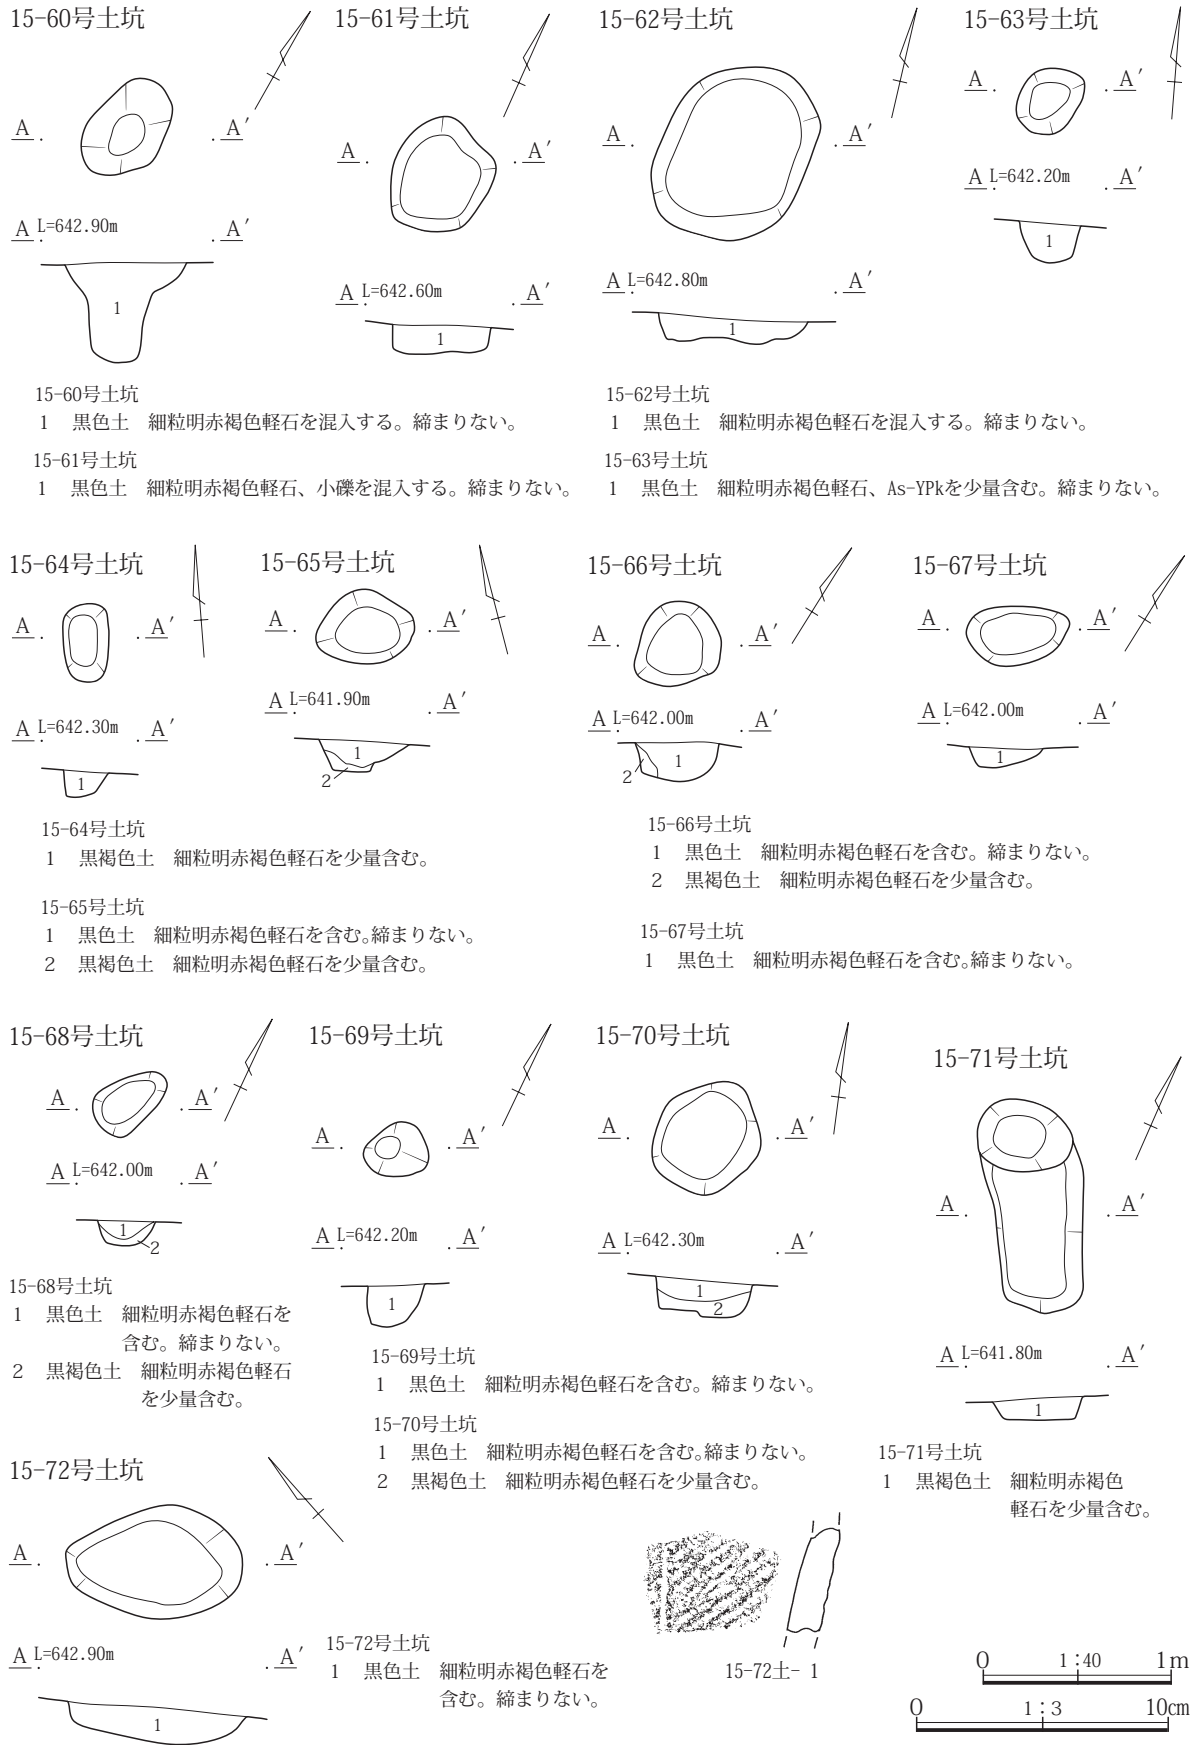 15-60号土坑
A . . A′
A L=642.90m . A′
1
15-61号土坑
A . . A′
A L=642.60m . A′
1
15-62号土坑
A . . A′
A L=642.80m . A′
1
15-63号土坑
A . . A′
A L=642.20m . A′
1
15-60号土坑
1 黒色土 細粒明赤褐色軽石を混入する。締まりない。
15-61号土坑
1 黒色土 細粒明赤褐色軽石、小礫を混入する。締まりない。
15-62号土坑
1 黒色土 細粒明赤褐色軽石を混入する。締まりない。
15-63号土坑
1 黒色土 細粒明赤褐色軽石、As-YPkを少量含む。締まりない。
15-64号土坑
A . . A′
A L=642.30m . A′
1
15-65号土坑
A . . A′
A L=641.90m . A′
1
2
15-66号土坑
A . . A′
A L=642.00m . A′
1
2
15-67号土坑
A . . A′
A L=642.00m . A′
1
15-64号土坑
1 黒褐色土 細粒明赤褐色軽石を少量含む。
15-65号土坑
1 黒色土 細粒明赤褐色軽石を含む。締まりない。
2 黒褐色土 細粒明赤褐色軽石を少量含む。
15-66号土坑
1 黒色土 細粒明赤褐色軽石を含む。締まりない。
2 黒褐色土 細粒明赤褐色軽石を少量含む。
15-67号土坑
1 黒色土 細粒明赤褐色軽石を含む。締まりない。
15-68号土坑
A . . A′
A L=642.00m . A′
1
2
15-69号土坑
A . . A′
A L=642.20m . A′
1
15-70号土坑
A . . A′
A L=642.30m . A′
1
2
15-71号土坑
A . . A′
A L=641.80m . A′
1
15-68号土坑
1 黒色土 細粒明赤褐色軽石を
含む。締まりない。
2 黒褐色土 細粒明赤褐色軽石
を少量含む。
15-69号土坑
1 黒色土 細粒明赤褐色軽石を含む。締まりない。
15-70号土坑
1 黒色土 細粒明赤褐色軽石を含む。締まりない。
2 黒褐色土 細粒明赤褐色軽石を少量含む。
15-71号土坑
1 黒褐色土 細粒明赤褐色
軽石を少量含む。
15-72号土坑
A . . A′
A L=642.90m . A′
1
15-72号土坑
1 黒色土 細粒明赤褐色軽石を
含む。締まりない。
15-72土- 1
0 1:40 1m
0 1:3 10cm